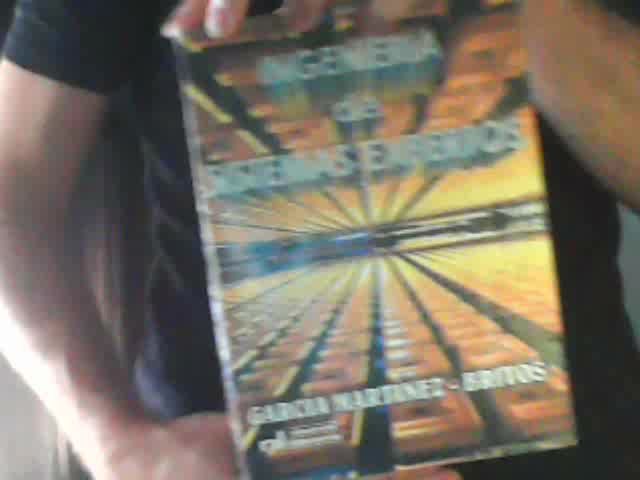 INGENIERIA
de
SISTEMAS EXPERTOS
GARCIA MARTINEZ - BRITOS